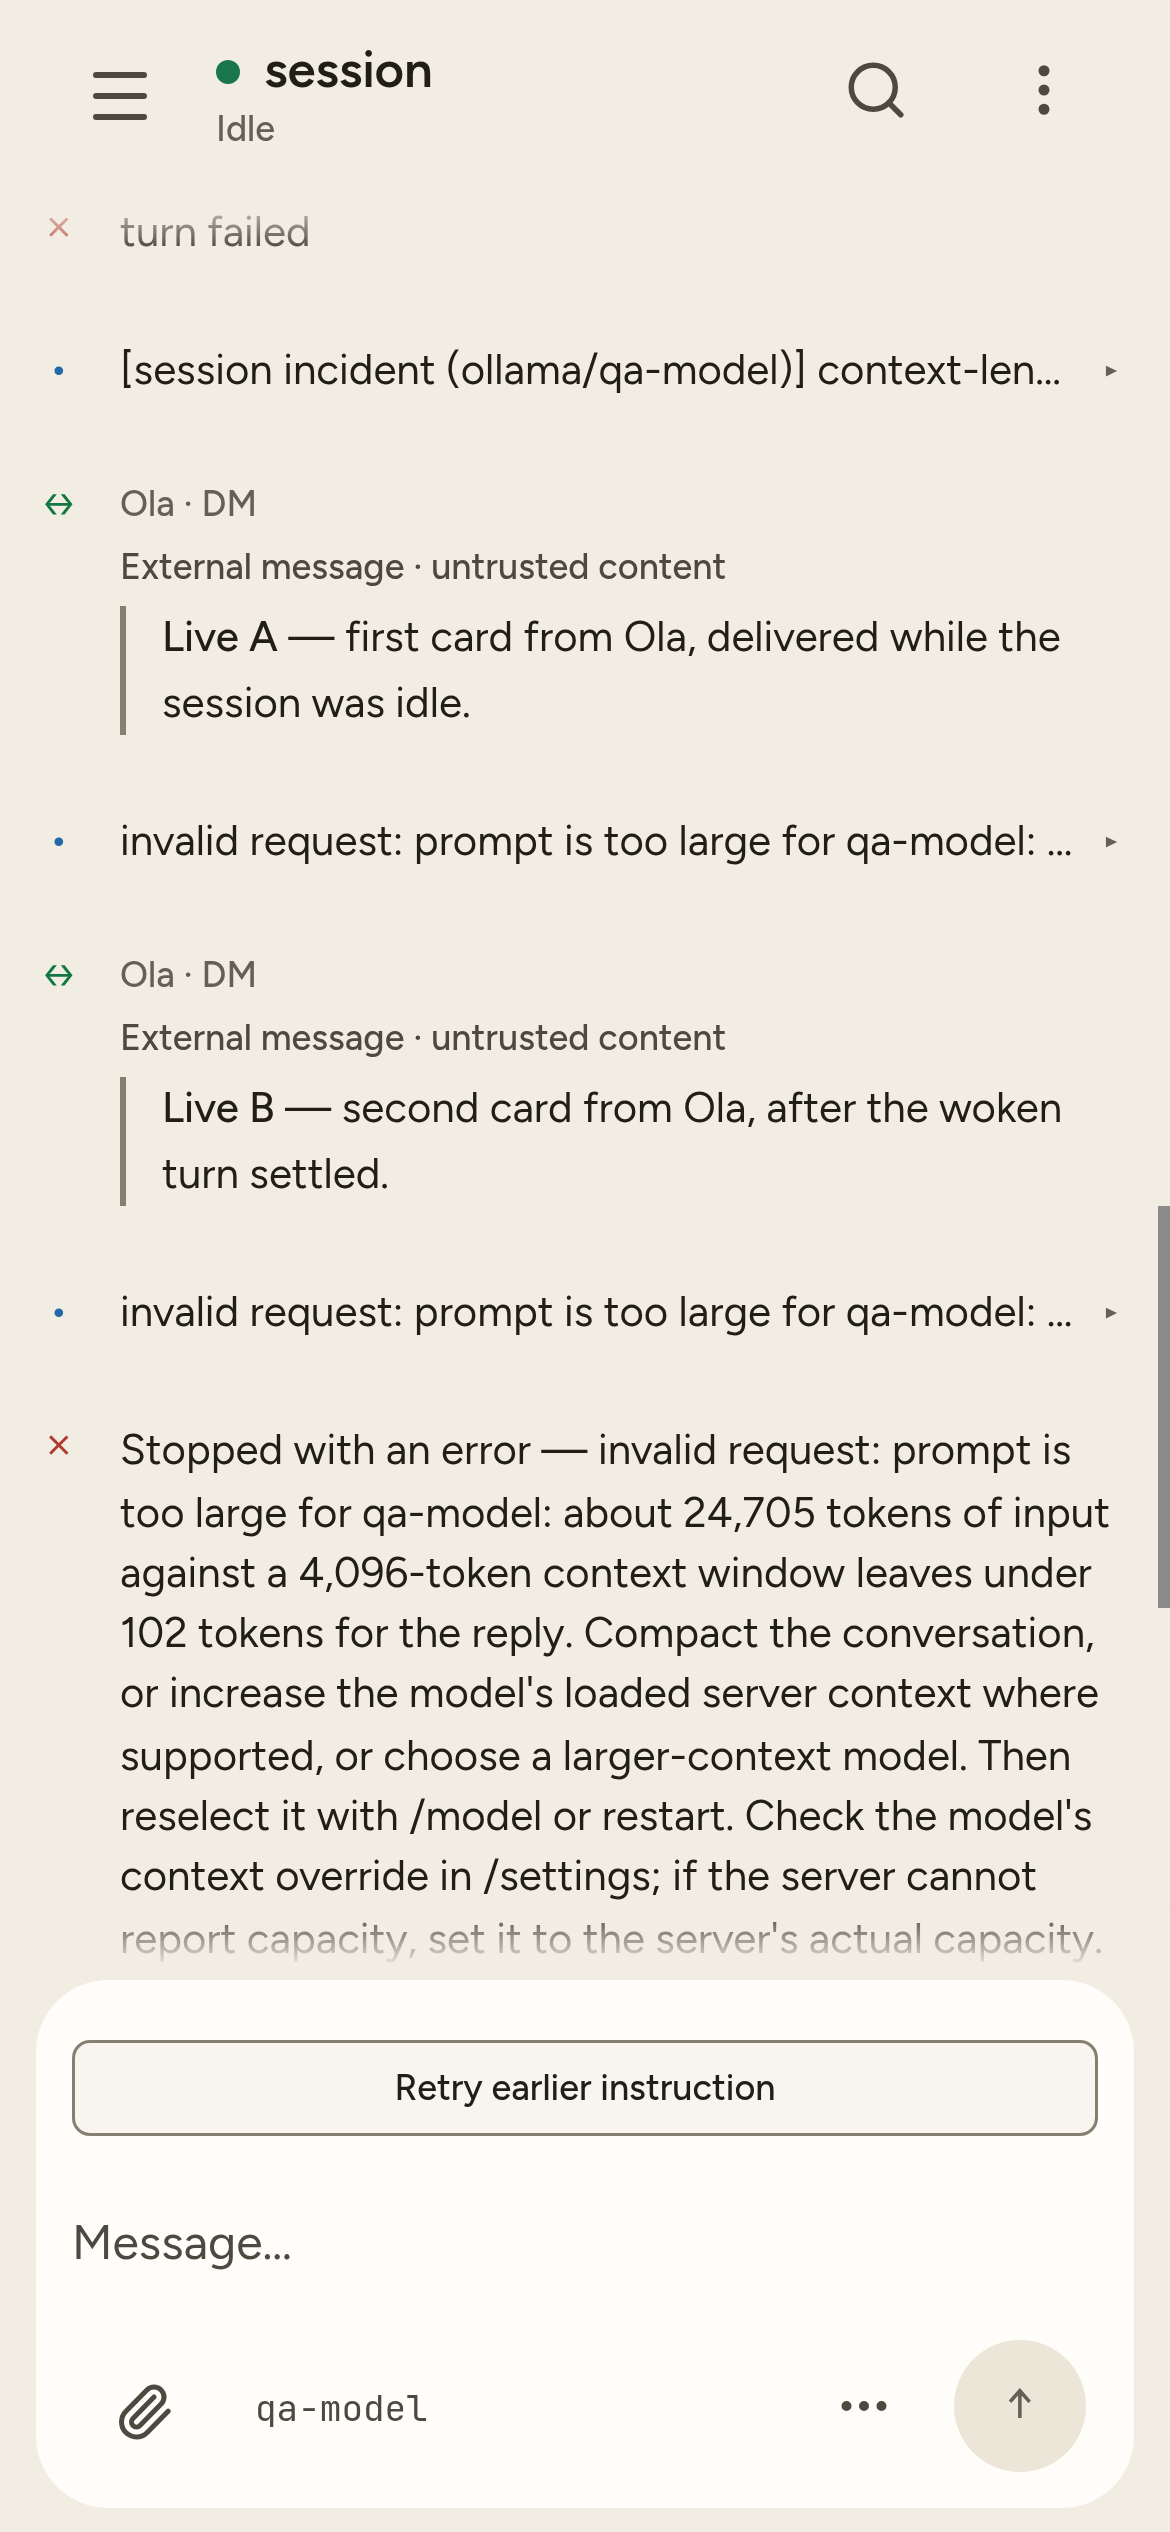 session
Idle
turn failed
[session incident (ollama/qa-model)] context-len...
Ola · DM
External message · untrusted content
Live A — first card from Ola, delivered while the
session was idle.
invalid request: prompt is too large for qa-model: ...
Ola · DM
External message · untrusted content
Live B — second card from Ola, after the woken
turn settled.
invalid request: prompt is too large for qa-model: ...
Stopped with an error — invalid request: prompt is
too large for qa-model: about 24,705 tokens of input
against a 4,096-token context window leaves under
102 tokens for the reply. Compact the conversation,
or increase the model's loaded server context where
supported, or choose a larger-context model. Then
reselect it with /model or restart. Check the model's
context override in /settings; if the server cannot
report capacity, set it to the server's actual capacity.
Retry earlier instruction
Message...
qa-model